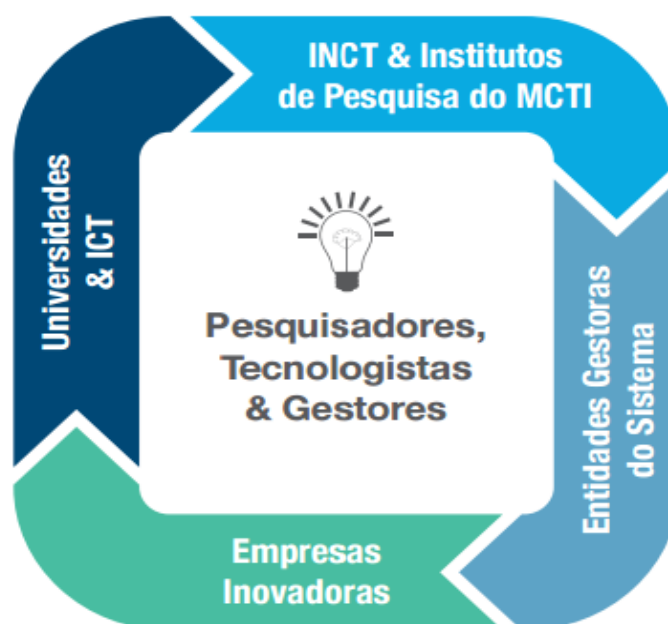 INCT & Institutos
de Pesquisa do MCTI
Universidades
& ICT
Pesquisadores,
Tecnologistas
& Gestores
Entidades Gestoras
do Sistema
Empresas
Inovadoras